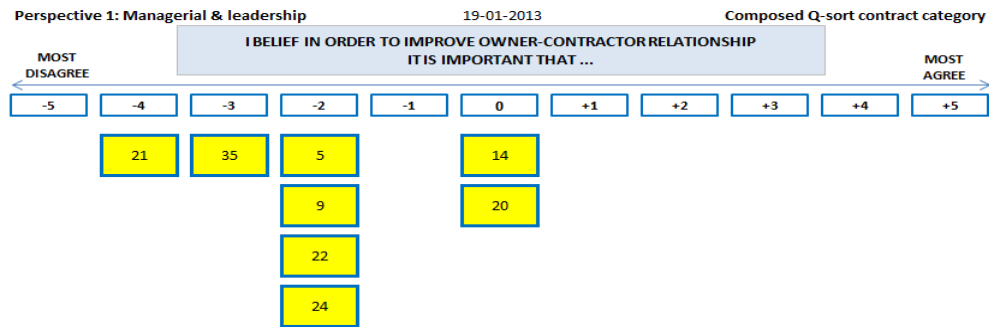 Perspective 1: Managerial & leadership 19-01-2013 Composed Q-sort contract category
I BELIEF IN ORDER TO IMPROVE OWNER-CONTRACTOR RELATIONSHIP
IT IS IMPORTANT THAT ...
MOST
DISAGREE
MOST
AGREE
-5 -4 -3 -2 -1 0 +1 +2 +3 +4 +5
21 35 5 14
9 20
22
24